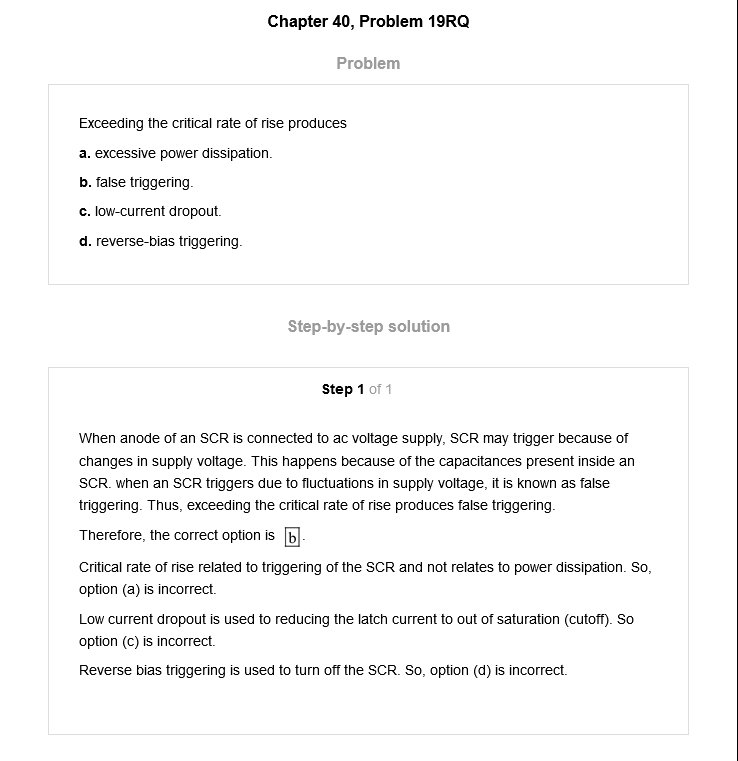 Chapter 40, Problem 19RQ
Problem
Exceeding the critical rate of rise produces
a. excessive power dissipation.
b. false triggering.
c. low-current dropout.
d. reverse-bias triggering.
Step-by-step solution
Step 1 of 1
When anode of an SCR is connected to ac voltage supply, SCR may trigger because of
changes in supply voltage. This happens because of the capacitances present inside an
SCR. when an SCR triggers due to fluctuations in supply voltage, it is known as false
triggering. Thus, exceeding the critical rate of rise produces false triggering.
Therefore, the correct option is b.
Critical rate of rise related to triggering of the SCR and not relates to power dissipation. So,
option (a) is incorrect.
Low current dropout is used to reducing the latch current to out of saturation (cutoff). So
option (c) is incorrect.
Reverse bias triggering is used to turn off the SCR. So, option (d) is incorrect.